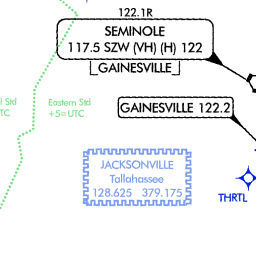 122.1R
SEMINOLE
117.5 SZW (VH) (H) 122
GAINESVILLE
l Std
TC
Eastern Std
+5=UTC
GAINESVILLE 122.2
JACKSONVILLE
Tallahassee
128.625 379.175
THRTL